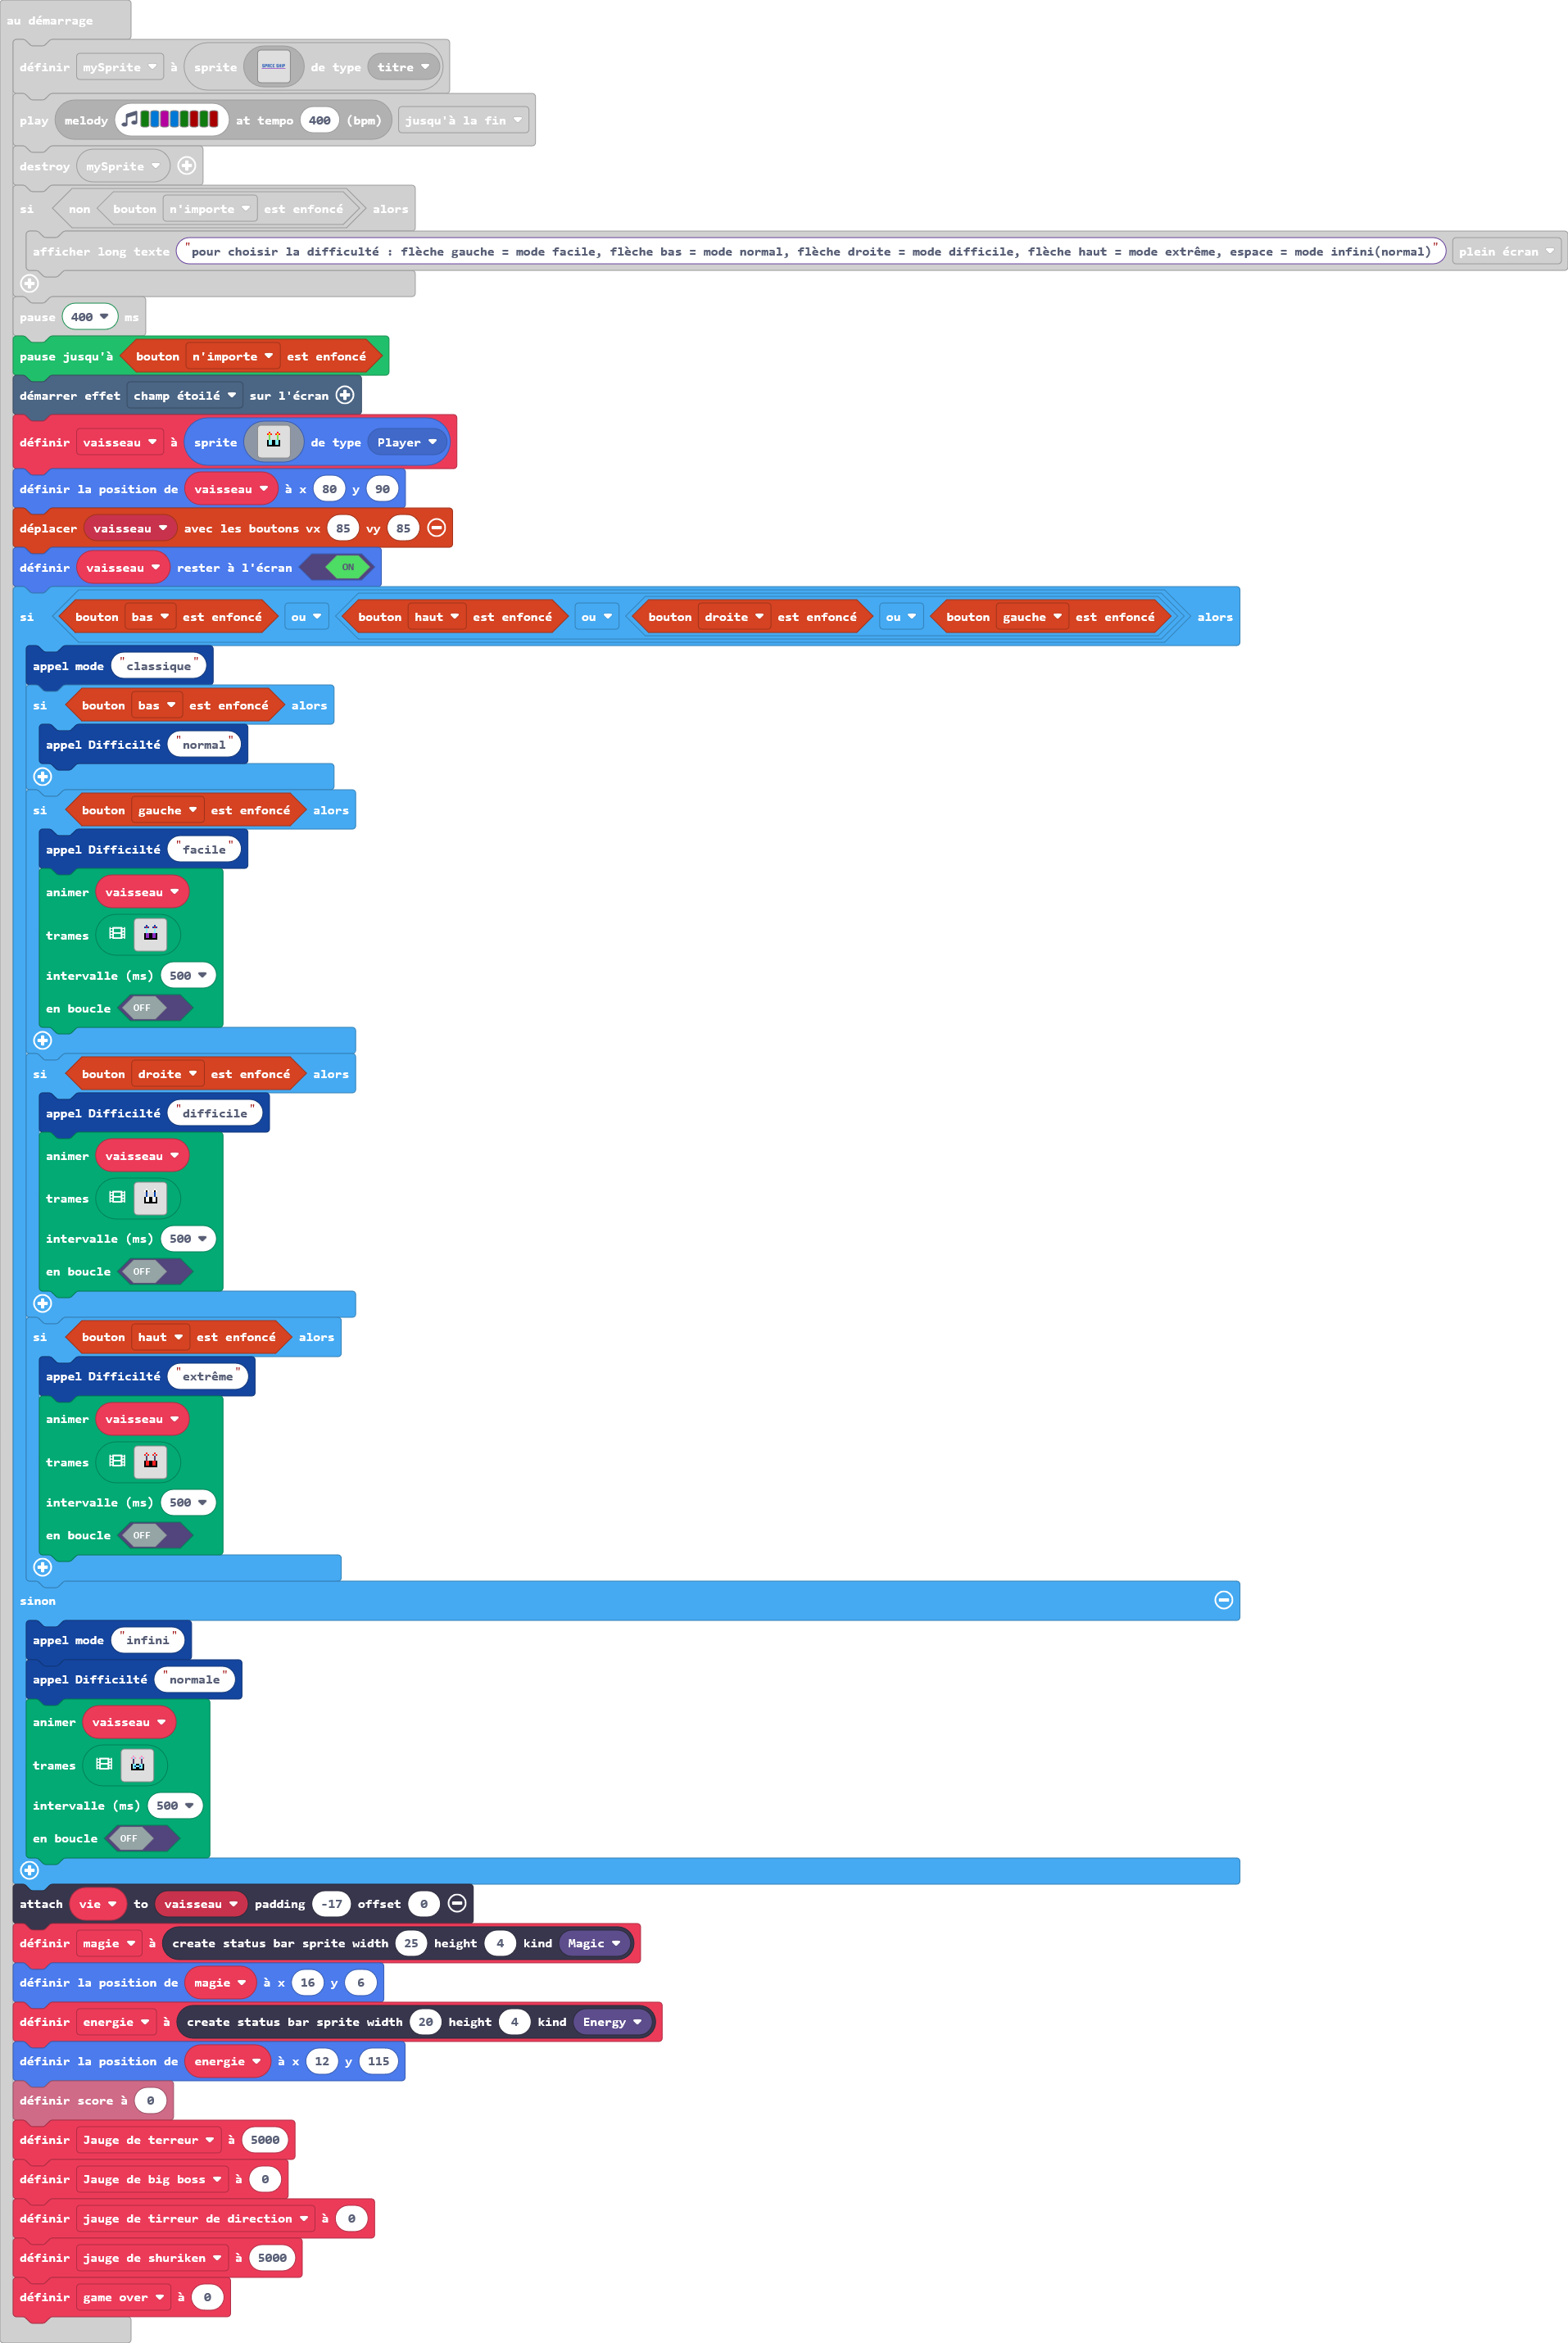 au démarrage
définir mySprite à sprite SPACE SHIP de type titre
play melody at tempo 400 (bpm) jusqu'à la fin
destroy mySprite
si non bouton n'importe est enfoncé alors
afficher long texte "pour choisir la difficulté : flèche gauche = mode facile, flèche bas = mode normal, flèche droite = mode difficile, flèche haut = mode extrême, espace = mode infini(normal)" plein écran
pause 400 ms
pause jusqu'à bouton n'importe est enfoncé
démarrer effet champ étoilé sur l'écran
définir vaisseau à sprite de type Player
définir la position de vaisseau à x 80 y 90
déplacer vaisseau avec les boutons vx 85 vy 85
définir vaisseau rester à l'écran ON
si bouton bas est enfoncé ou bouton haut est enfoncé ou bouton droite est enfoncé ou bouton gauche est enfoncé alors
appel mode "classique"
si bouton bas est enfoncé alors
appel Difficilté "normal"
si bouton gauche est enfoncé alors
appel Difficilté "facile"
animer vaisseau
trames
intervalle (ms) 500
en boucle OFF
si bouton droite est enfoncé alors
appel Difficilté "difficile"
animer vaisseau
trames
intervalle (ms) 500
en boucle OFF
si bouton haut est enfoncé alors
appel Difficilté "extrême"
animer vaisseau
trames
intervalle (ms) 500
en boucle OFF
sinon
appel mode "infini"
appel Difficilté "normale"
animer vaisseau
trames
intervalle (ms) 500
en boucle OFF
attach vie to vaisseau padding -17 offset 0
définir magie à create status bar sprite width 25 height 4 kind Magic
définir la position de magie à x 16 y 6
définir energie à create status bar sprite width 20 height 4 kind Energy
définir la position de energie à x 12 y 115
définir score à 0
définir Jauge de terreur à 5000
définir Jauge de big boss à 0
définir jauge de tirreur de direction à 0
définir jauge de shuriken à 5000
définir game over à 0